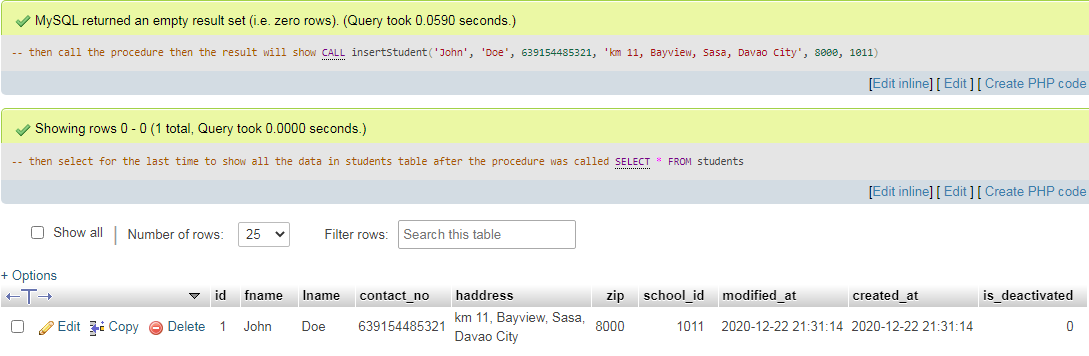 MySQL returned an empty result set (i.e. zero rows). (Query took 0.0590 seconds.)
-- then call the procedure then the result will show CALL insertStudent('John', 'Doe', 639154485321, 'km 11, Bayview, Sasa, Davao City', 8000, 1011)
[Edit inline] [ Edit ] [ Create PHP code
Showing rows 0 - 0 (1 total, Query took 0.0000 seconds.)
-- then select for the last time to show all the data in students table after the procedure was called SELECT * FROM students
[Edit inline] [ Edit ] [ Create PHP code
Show all | Number of rows: 25 Filter rows: Search this table
+ Options
←T→ id fname lname contact_no haddress zip school_id modified_at created_at is_deactivated
Edit Copy Delete 1 John Doe 639154485321 km 11, Bayview, Sasa, Davao City 8000 1011 2020-12-22 21:31:14 2020-12-22 21:31:14 0